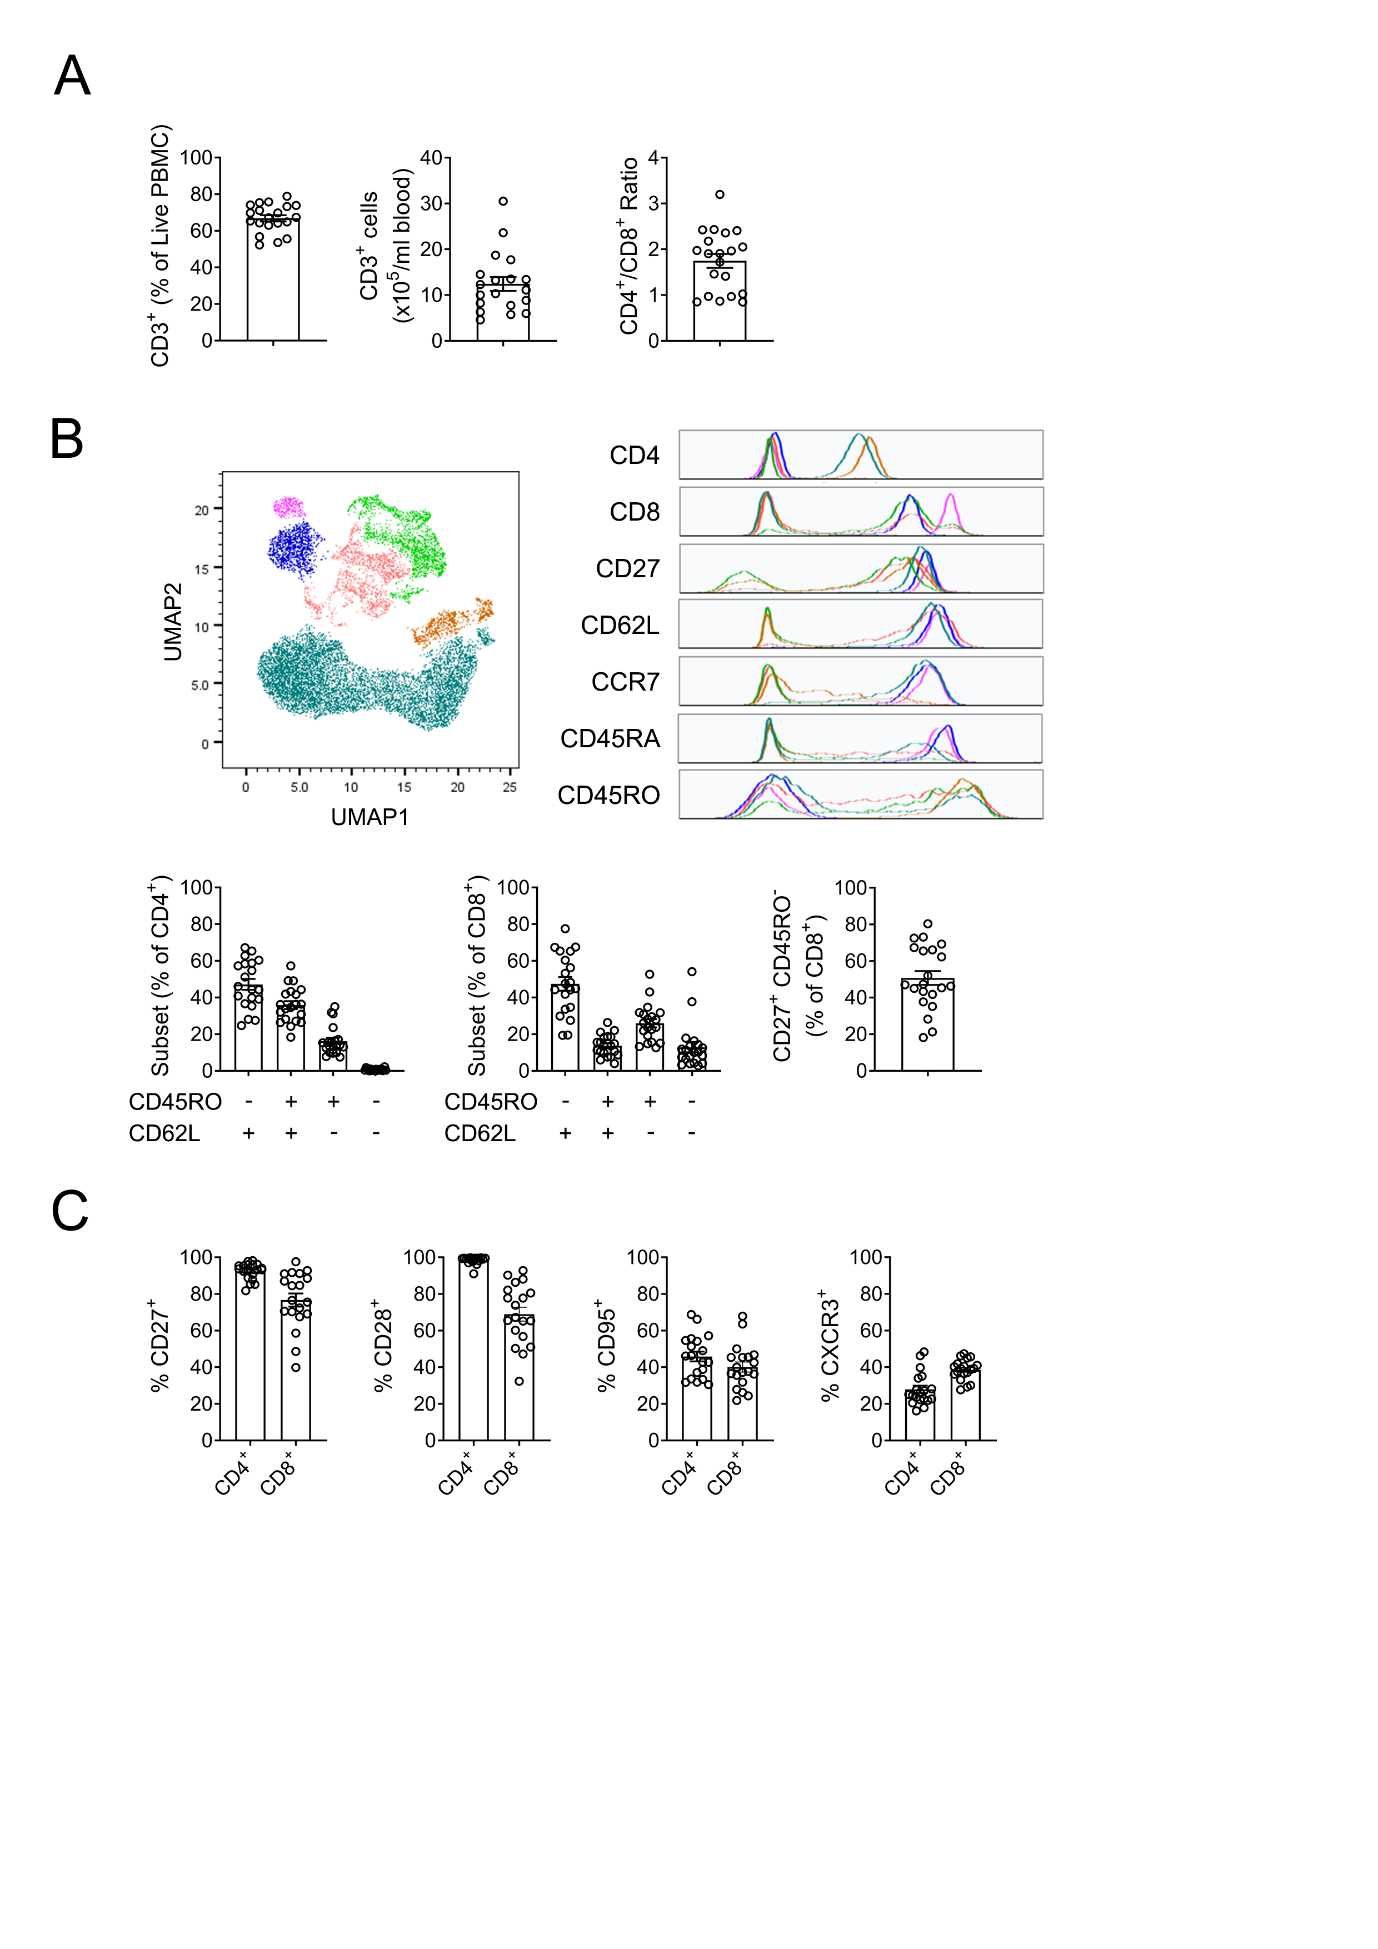 A
CD3+ (% of Live PBMC)
100
80
60
40
20
0
CD3+ cells
(x10^5/ml blood)
40
30
20
10
0
CD4+/CD8+ Ratio
4
3
2
1
0
B
UMAP2
20
15
10
5.0
0
0 5.0 10 15 20 25
UMAP1
CD4
CD8
CD27
CD62L
CCR7
CD45RA
CD45RO
Subset (% of CD4+)
100
80
60
40
20
0
CD45RO - + + -
CD62L + + - -
Subset (% of CD8+)
100
80
60
40
20
0
CD45RO - + + -
CD62L + + - -
CD27+ CD45RO-
(% of CD8+)
100
80
60
40
20
0
C
% CD27+
100
80
60
40
20
0
CD4+ CD8+
% CD28+
100
80
60
40
20
0
CD4+ CD8+
% CD95+
100
80
60
40
20
0
CD4+ CD8+
% CXCR3+
100
80
60
40
20
0
CD4+ CD8+